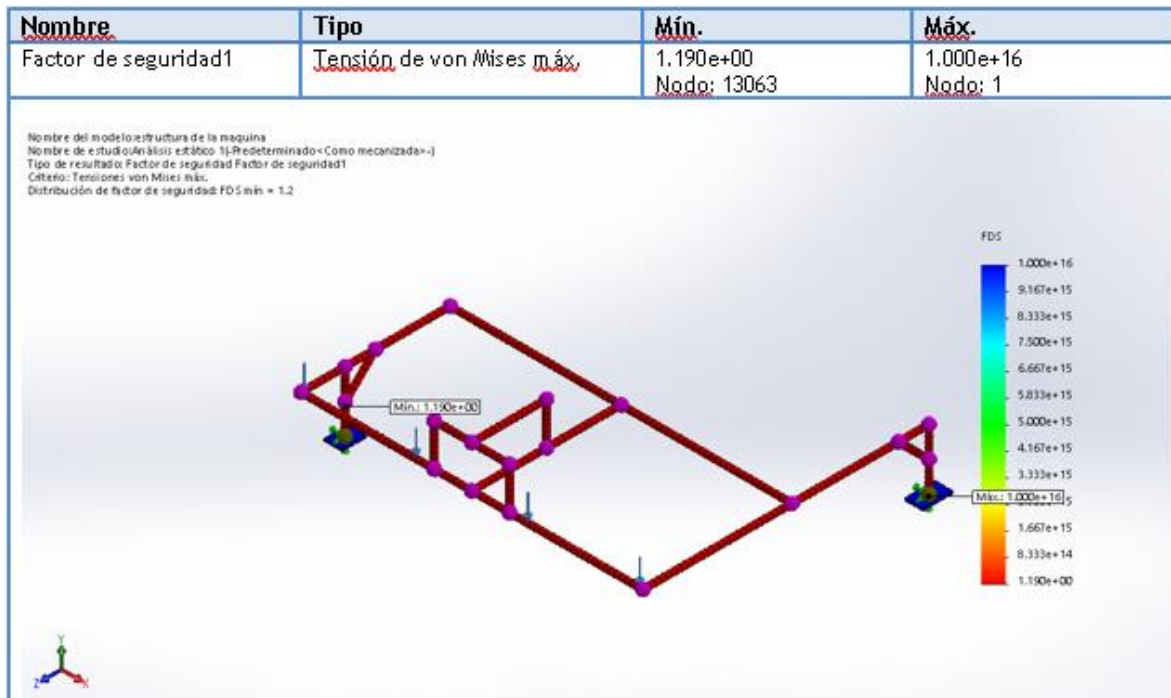 Nombre Tipo Mín. Máx.
Factor de seguridad1 Tensión de von Mises máx. 1.190e+00 1.000e+16
Nodo: 13063 Nodo: 1
Nombre del modelo:estructura de la maquina
Nombre de estudio:Análisis estático 1(-Predeterminado<Como mecanizada>-)
Tipo de resultado: Factor de seguridad Factor de seguridad1
Criterio: Tensiones von Mises máx.
Distribución de factor de seguridad: FDS mín = 1.2
FDS
1.000e+16
9.167e+15
8.333e+15
7.500e+15
6.667e+15
5.833e+15
5.000e+15
4.167e+15
3.333e+15
1.667e+15
8.333e+14
1.190e+00
Mín.: 1.190e+00
Máx.: 1.000e+16
Y
Z
X